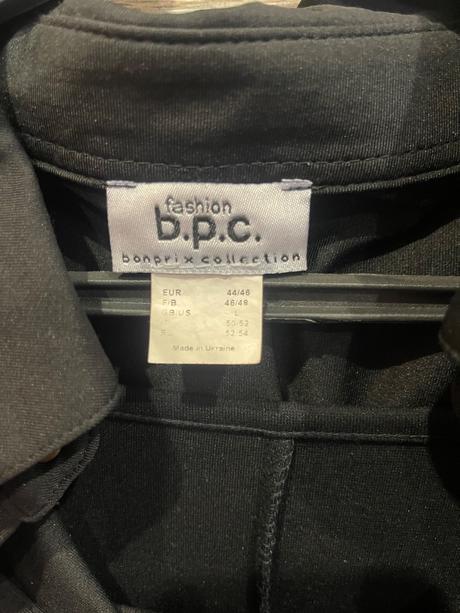 fashion
b.p.c.
bonprix collection
EUR 44/46
F/B 46/48
GB/US L
50-52
52-54
Made in Ukraine